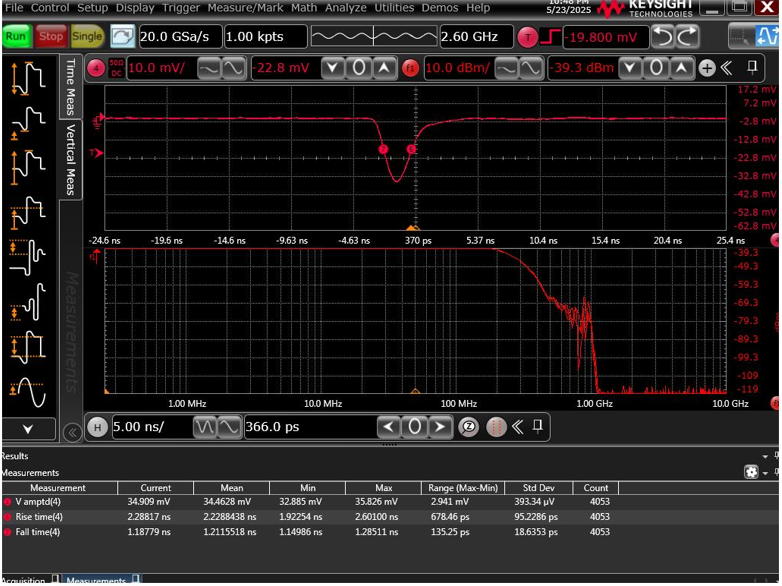 File Control Setup Display Trigger Measure/Mark Math Analyze Utilities Demos Help
10:48 PM
5/23/2025
KEYSIGHT
TECHNOLOGIES
Run Stop Single 20.0 GSa/s 1.00 kpts 2.60 GHz T -19.800 mV
4 50Ω DC 10.0 mV/ -22.8 mV 0 f1 10.0 dBm/ -39.3 dBm 0
Time Meas
Vertical Meas
Measurements
17.2 mV
7.2 mV
-2.8 mV
-12.8 mV
-22.8 mV
-32.8 mV
-42.8 mV
-52.8 mV
-62.8 mV
T
-24.6 ns -19.6 ns -14.6 ns -9.63 ns -4.63 ns 370 ps 5.37 ns 10.4 ns 15.4 ns 20.4 ns 25.4 ns
-39.3
-49.3
-59.3
-69.3
-79.3
-89.3
-99.3
-109
-119
1.00 MHz 10.0 MHz 100 MHz 1.00 GHz 10.0 GHz
H 5.00 ns/ 366.0 ps 0
Results
Measurements
Measurement Current Mean Min Max Range (Max-Min) Std Dev Count
V amptd(4) 34.909 mV 34.4628 mV 32.885 mV 35.826 mV 2.941 mV 393.34 µV 4053
Rise time(4) 2.28817 ns 2.2288438 ns 1.92254 ns 2.60100 ns 678.46 ps 95.2286 ps 4053
Fall time(4) 1.18779 ns 1.2115518 ns 1.14986 ns 1.28511 ns 135.25 ps 18.6353 ps 4053
Acquisition Measurements